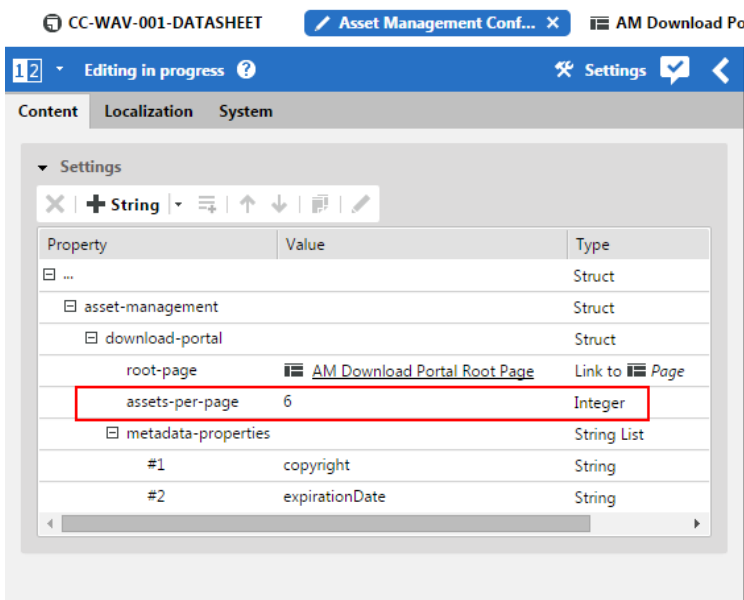 CC-WAV-001-DATASHEET Asset Management Conf... AM Download Po
12 Editing in progress ? Settings
Content Localization System
Settings
String
Property Value Type
... Struct
asset-management Struct
download-portal Struct
root-page AM Download Portal Root Page Link to Page
assets-per-page 6 Integer
metadata-properties String List
#1 copyright String
#2 expirationDate String